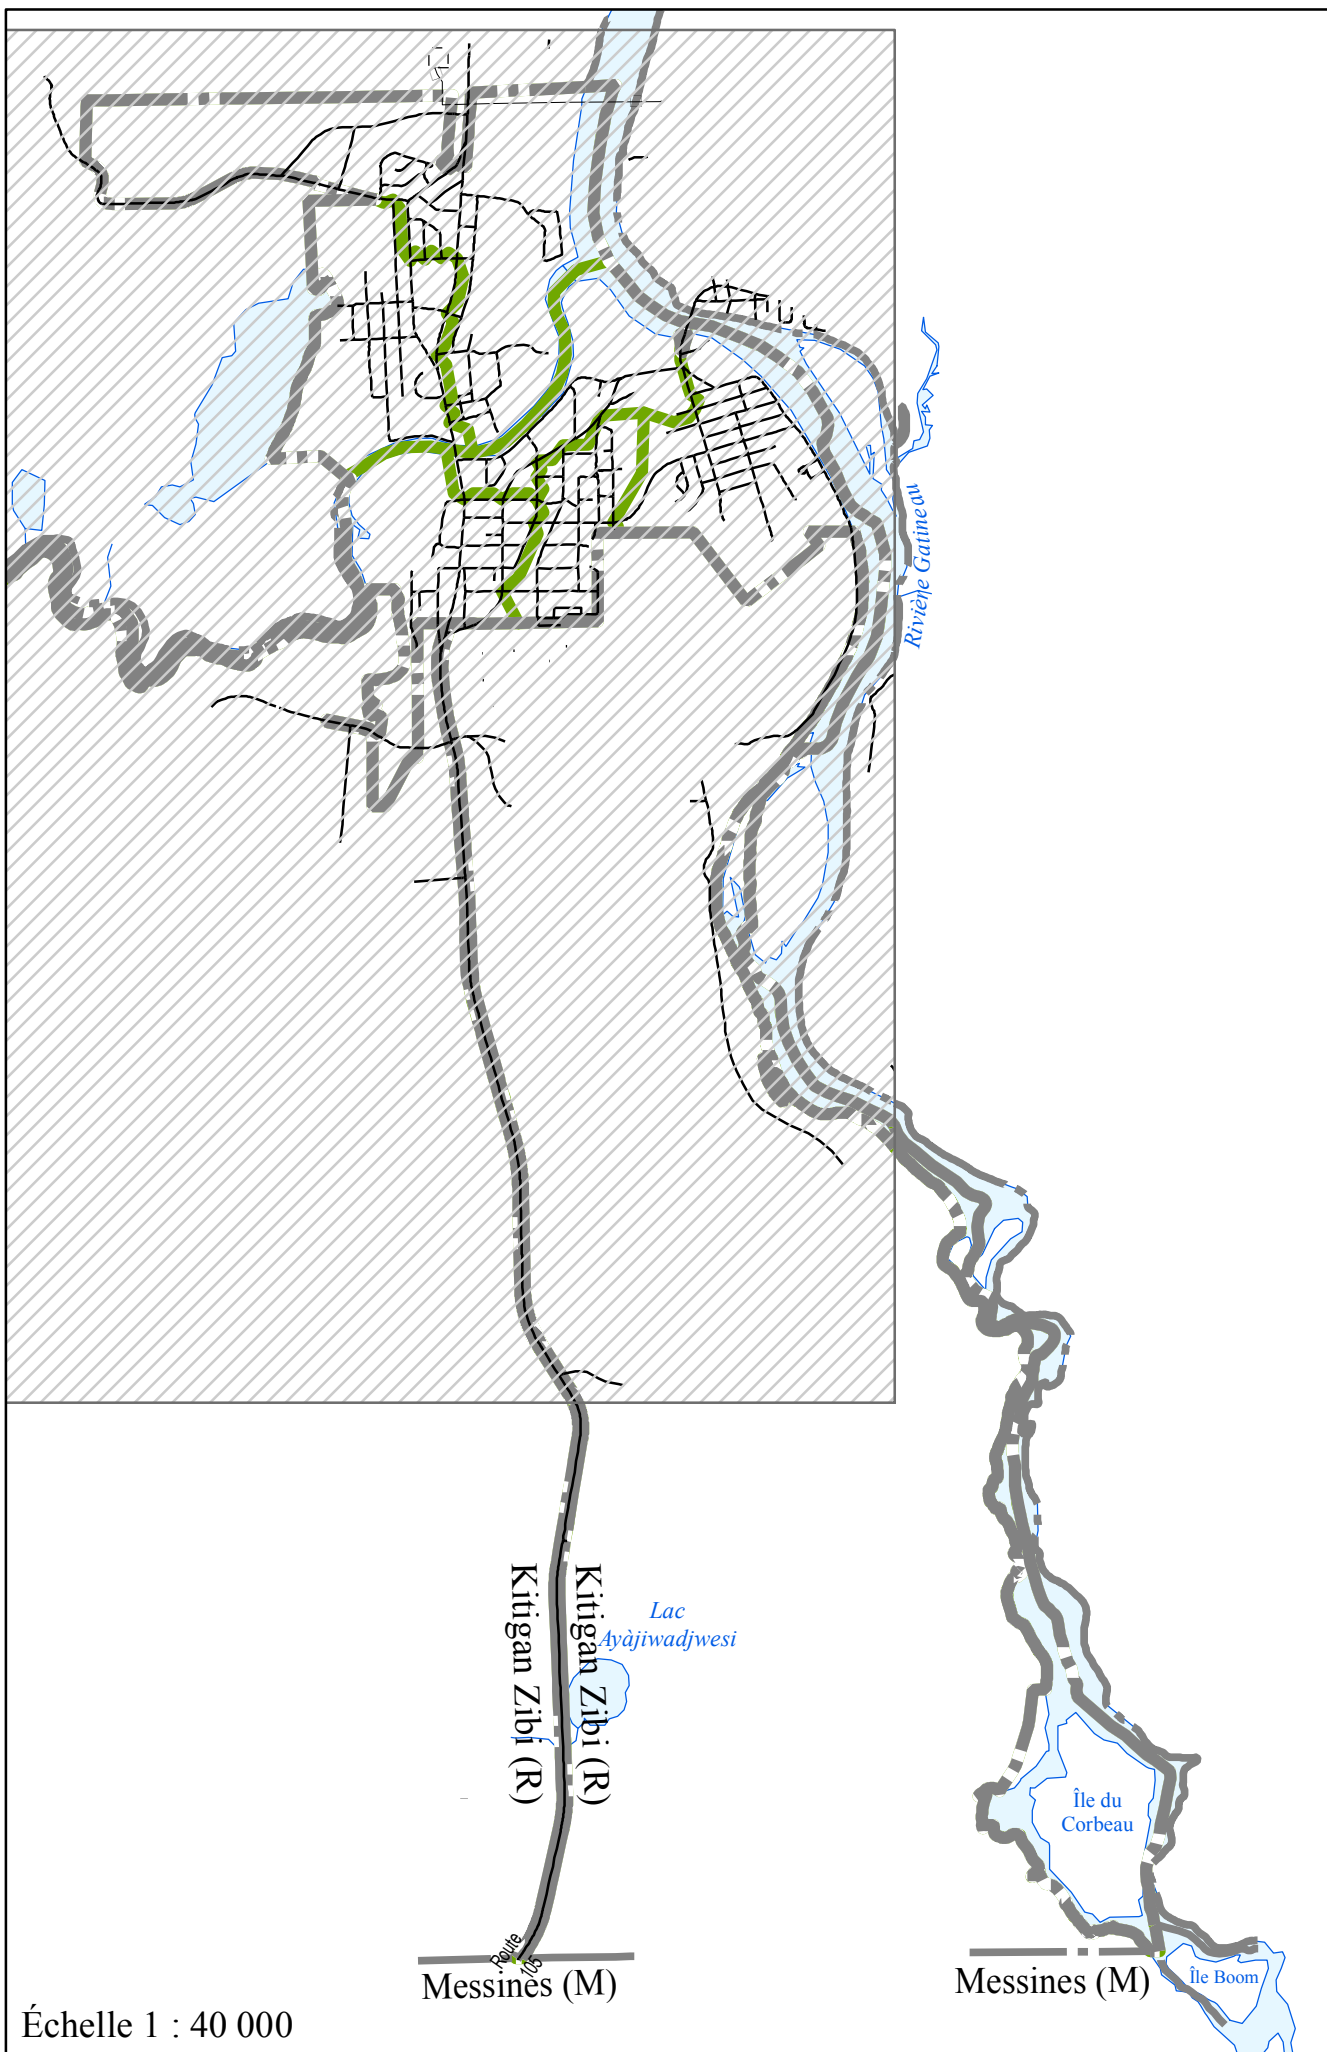 Rivière Gatineau
Kitigan Zibi (R)
Kitigan Zibi (R)
Lac
Ayàjiwadjwesi
Île du
Corbeau
Route
105
Messines (M)
Messines (M)
Île Boom
Échelle 1 : 40 000